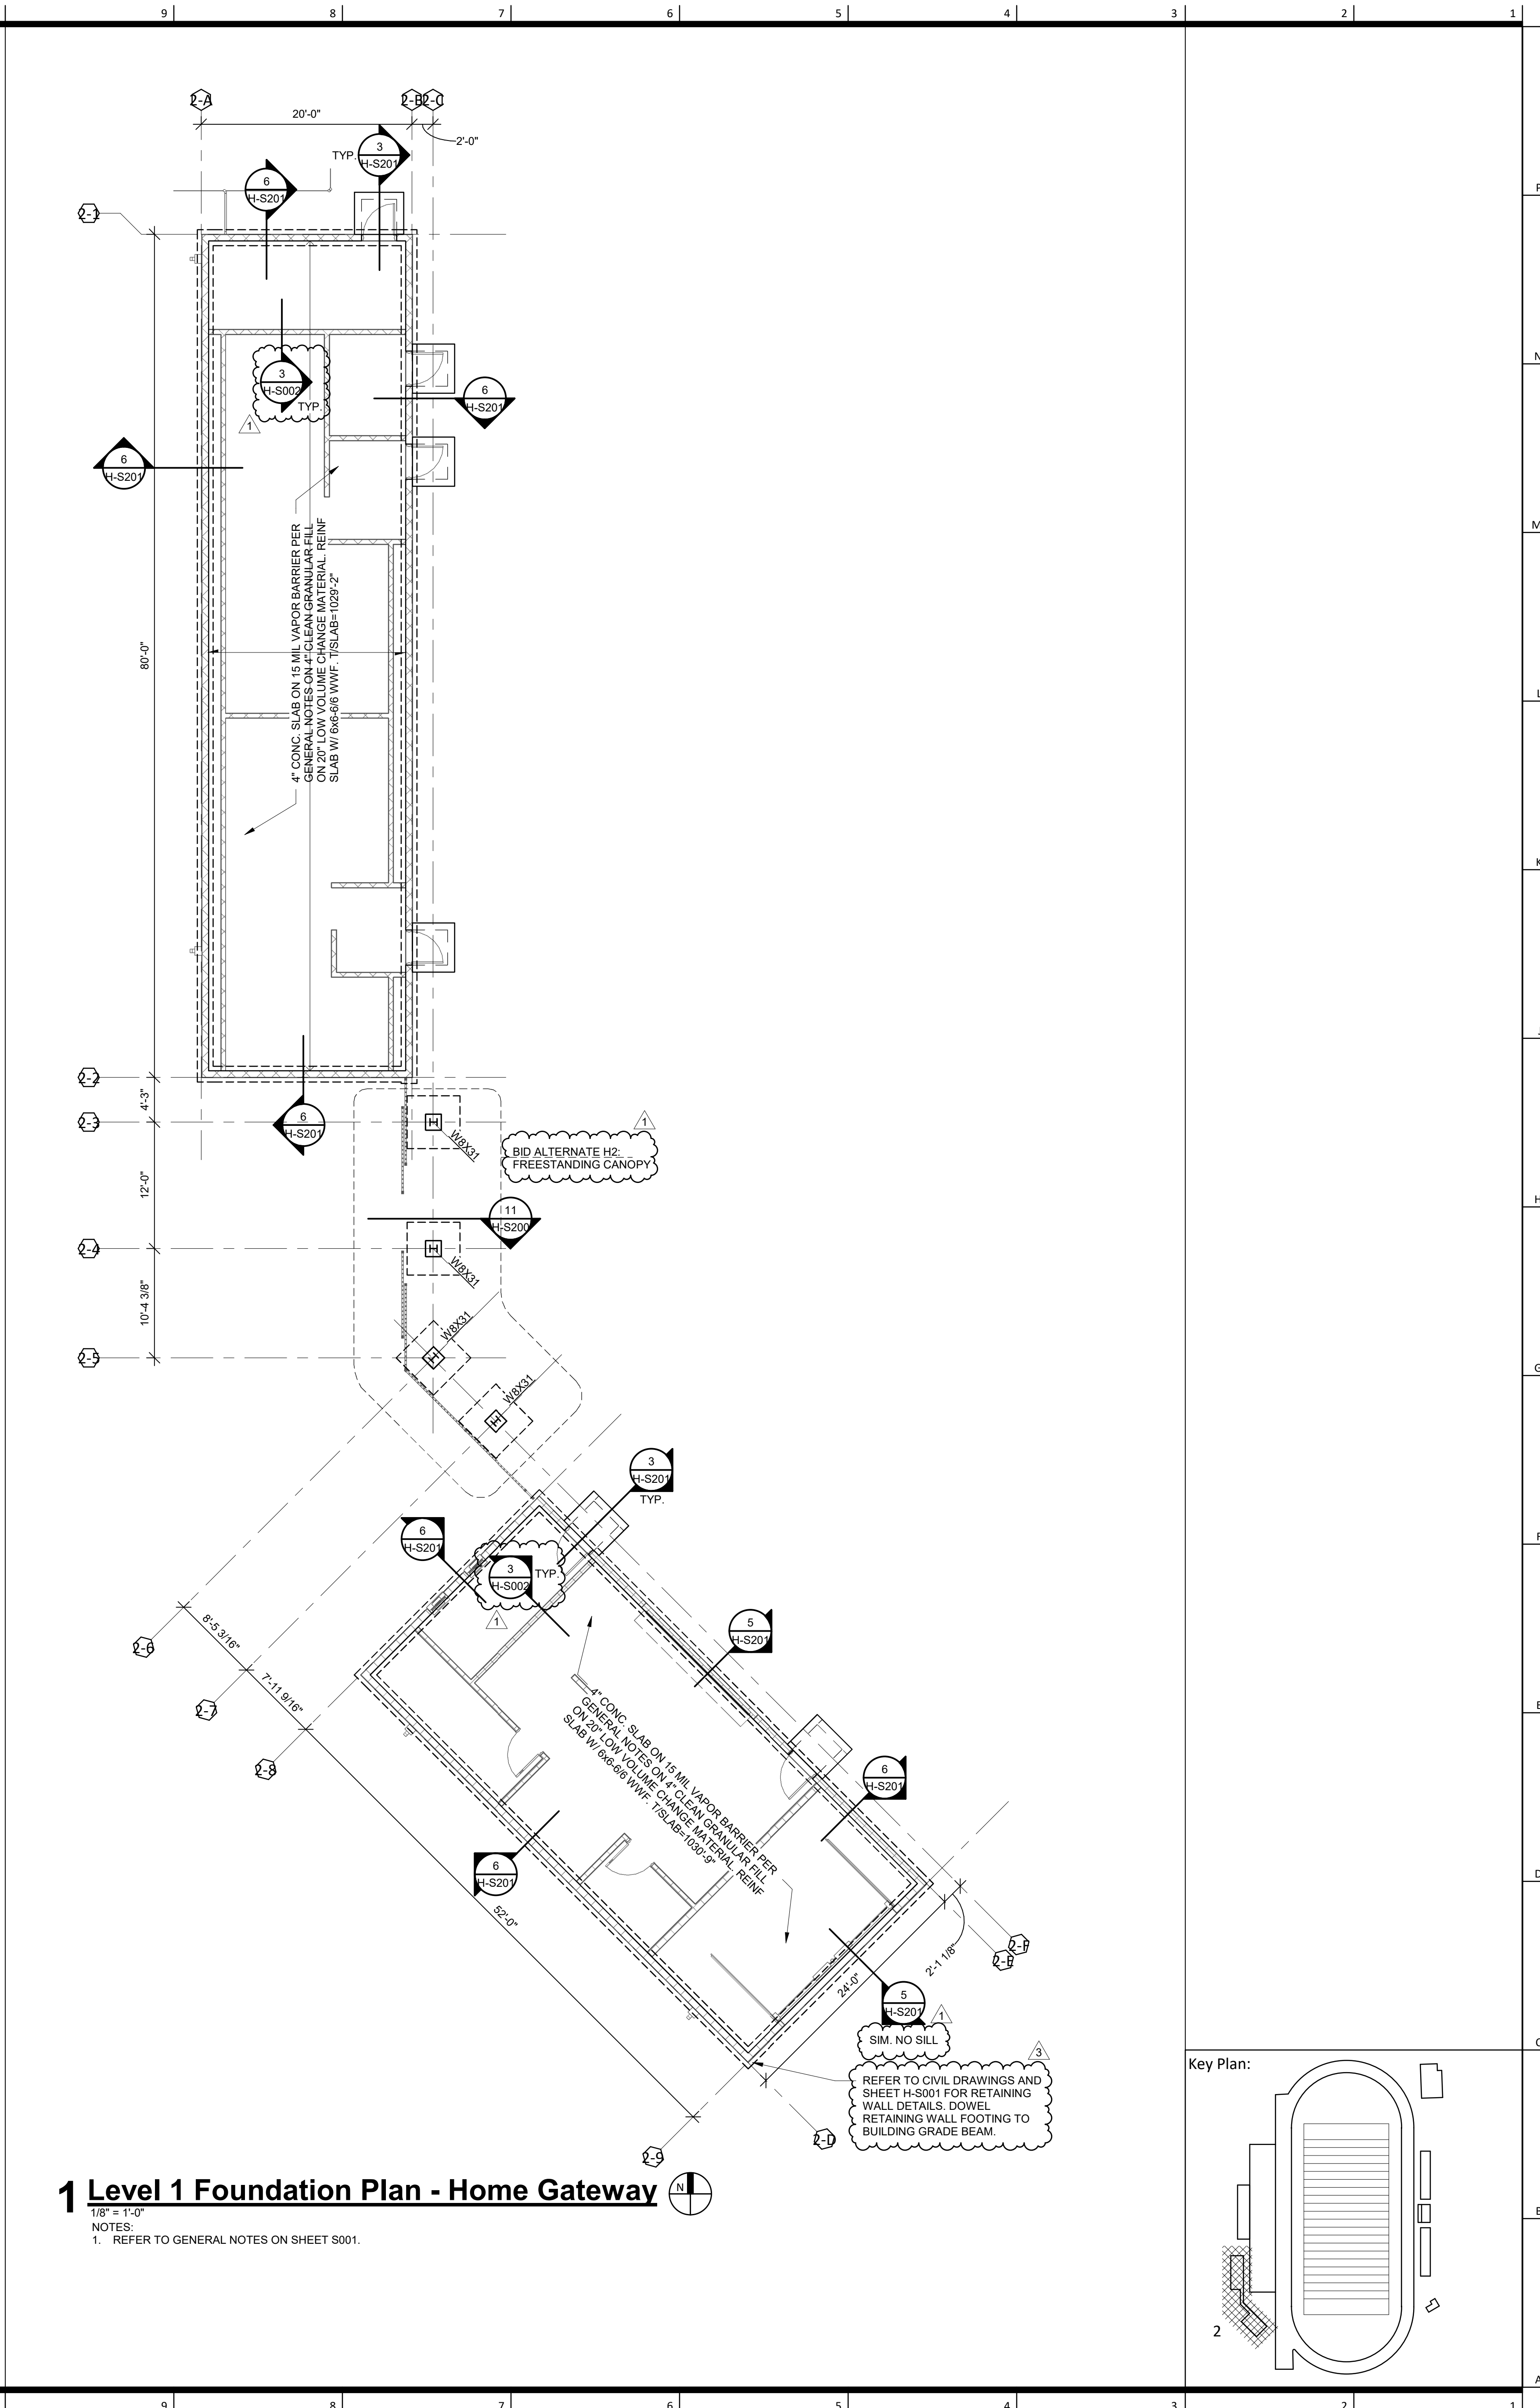 9 8 7 6 5 4 3 2 1
2-A
2-B
2-C
20'-0"
2'-0"
TYP.
3
H-S201
6
H-S201
2-1
3
H-S002
TYP.
1
6
H-S201
6
H-S201
4" CONC. SLAB ON 15 MIL VAPOR BARRIER PER
GENERAL NOTES ON 4" CLEAN GRANULAR FILL
ON 20" LOW VOLUME CHANGE MATERIAL. REINF
SLAB W/ 6x6-6/6 WWF. T/SLAB=1029'-2"
80'-0"
2-2
4'-3"
2-3
6
H-S201
W8X31
1
BID ALTERNATE H2:
FREESTANDING CANOPY
12'-0"
11
H-S200
2-4
W8X31
10'-4 3/8"
W8X31
2-5
W8X31
3
H-S201
TYP.
6
H-S201
3
H-S002
TYP.
1
5
H-S201
8'-5 3/16"
2-6
7'-11 9/16"
2-7
2-8
4" CONC. SLAB ON 15 MIL VAPOR BARRIER PER
GENERAL NOTES ON 4" CLEAN GRANULAR FILL
ON 20" LOW VOLUME CHANGE MATERIAL. REINF
SLAB W/ 6x6-6/6 WWF. T/SLAB=1030'-9"
6
H-S201
6
H-S201
52'-0"
2-F
2-E
2'-1 1/8"
24'-0"
5
H-S201
1
SIM. NO SILL
3
REFER TO CIVIL DRAWINGS AND
SHEET H-S001 FOR RETAINING
WALL DETAILS. DOWEL
RETAINING WALL FOOTING TO
BUILDING GRADE BEAM.
2-D
2-9
1 Level 1 Foundation Plan - Home Gateway
N
1/8" = 1'-0"
NOTES:
1. REFER TO GENERAL NOTES ON SHEET S001.
Key Plan:
2
9 8 7 6 5 4 3 2 1